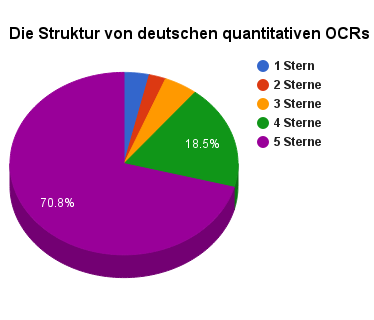 Die Struktur von deutschen quantitativen OCRs
1 Stern
2 Sterne
3 Sterne
4 Sterne
5 Sterne
18.5%
70.8%